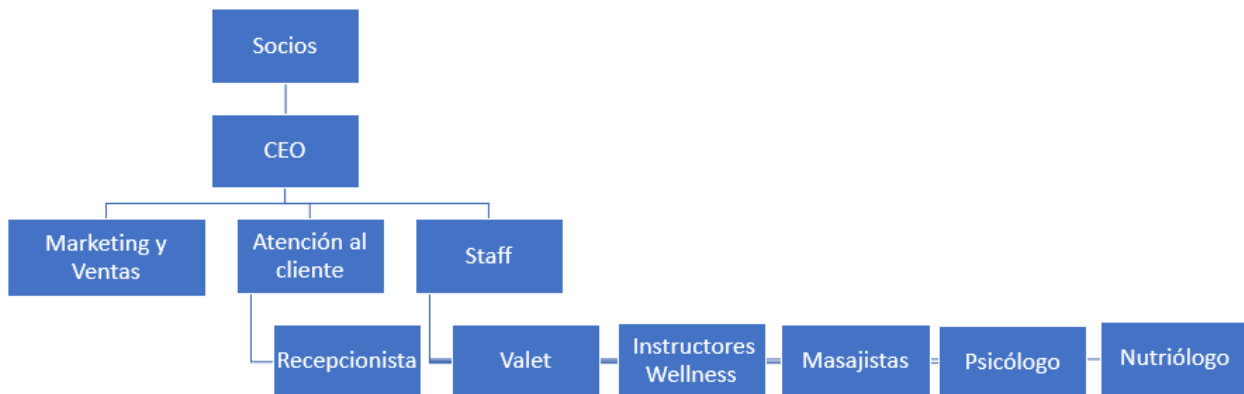 Socios
CEO
Marketing y
Ventas
Atención al
cliente
Staff
Recepcionista
Valet
Instructores
Wellness
Masajistas
Psicólogo
Nutriólogo